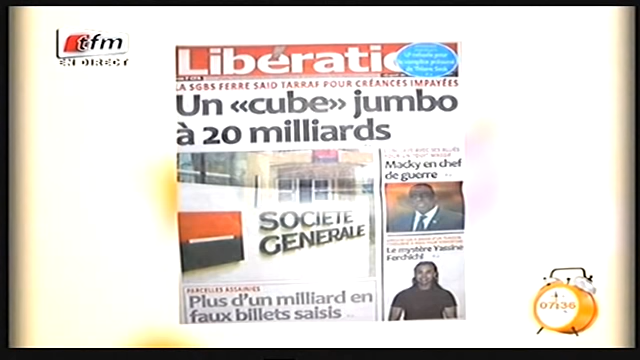 tfm
EN DIRECT
Libération
LA SGBS FERRE SAID TARRAF POUR CRÉANCES IMPAYÉES
Un «cube» jumbo
à 20 milliards
Macky en chef
de guerre
SOCIETE
GENERALE
Le mystère Yassine
Ferchichi
PARCELLES ASSAINIES
Plus d'un milliard en
faux billets saisis
07:36